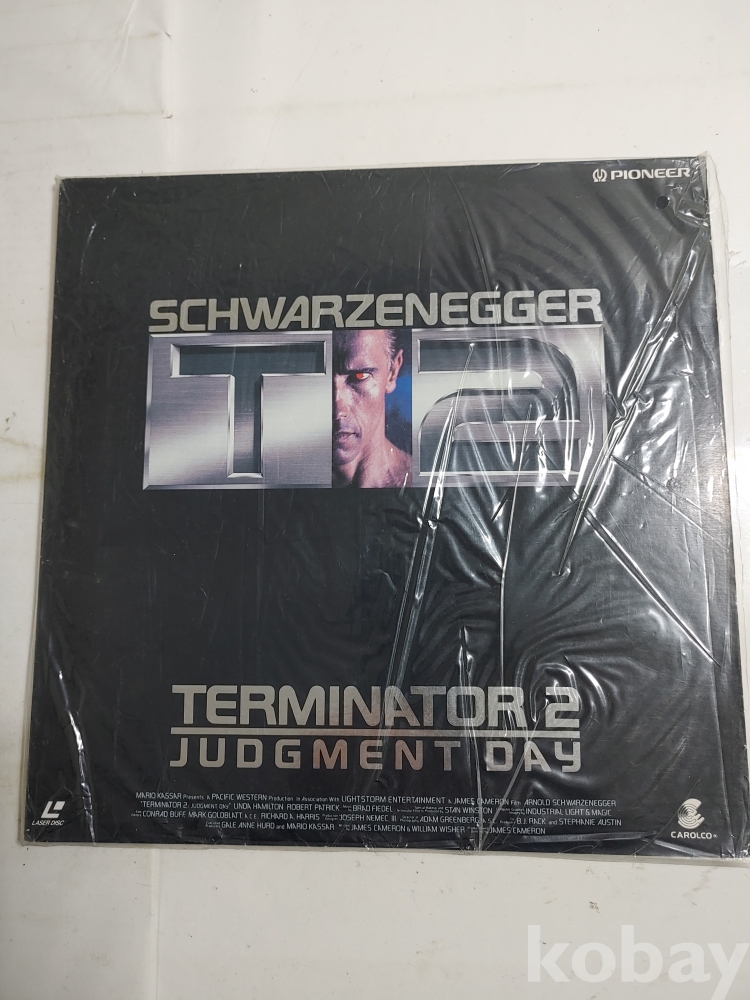 PIONEER
SCHWARZENEGGER
T2
TERMINATOR 2
JUDGMENT DAY
MARIO KASSAR Presents A PACIFIC WESTERN Production In Association With LIGHTSTORM ENTERTAINMENT A JAMES CAMERON Film ARNOLD SCHWARZENEGGER
"TERMINATOR 2: JUDGMENT DAY" LINDA HAMILTON ROBERT PATRICK BRAD FIEDEL STAN WINSTON INDUSTRIAL LIGHT & MAGIC
CONRAD BUFF MARK GOLDBLATT A.C.E. RICHARD A. HARRIS JOSEPH NEMEC III ADAM GREENBERG A.S.C. B.J. RACK and STEPHANIE AUSTIN
GALE ANNE HURD and MARIO KASSAR JAMES CAMERON & WILLIAM WISHER JAMES CAMERON
LASER DISC
CAROLCO®
kobay